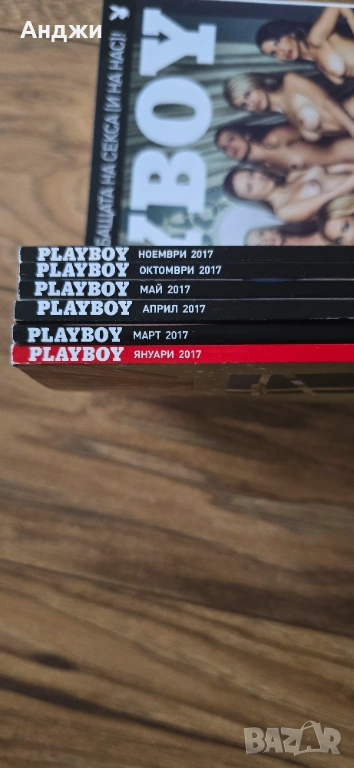 Анджи
БАЩАТА НА СЕКСА (И НА НАС)!
YBOY
PLAYBOY НОЕМВРИ 2017
PLAYBOY ОКТОМВРИ 2017
PLAYBOY МАЙ 2017
PLAYBOY АПРИЛ 2017
PLAYBOY МАРТ 2017
PLAYBOY ЯНУАРИ 2017
BAZAR